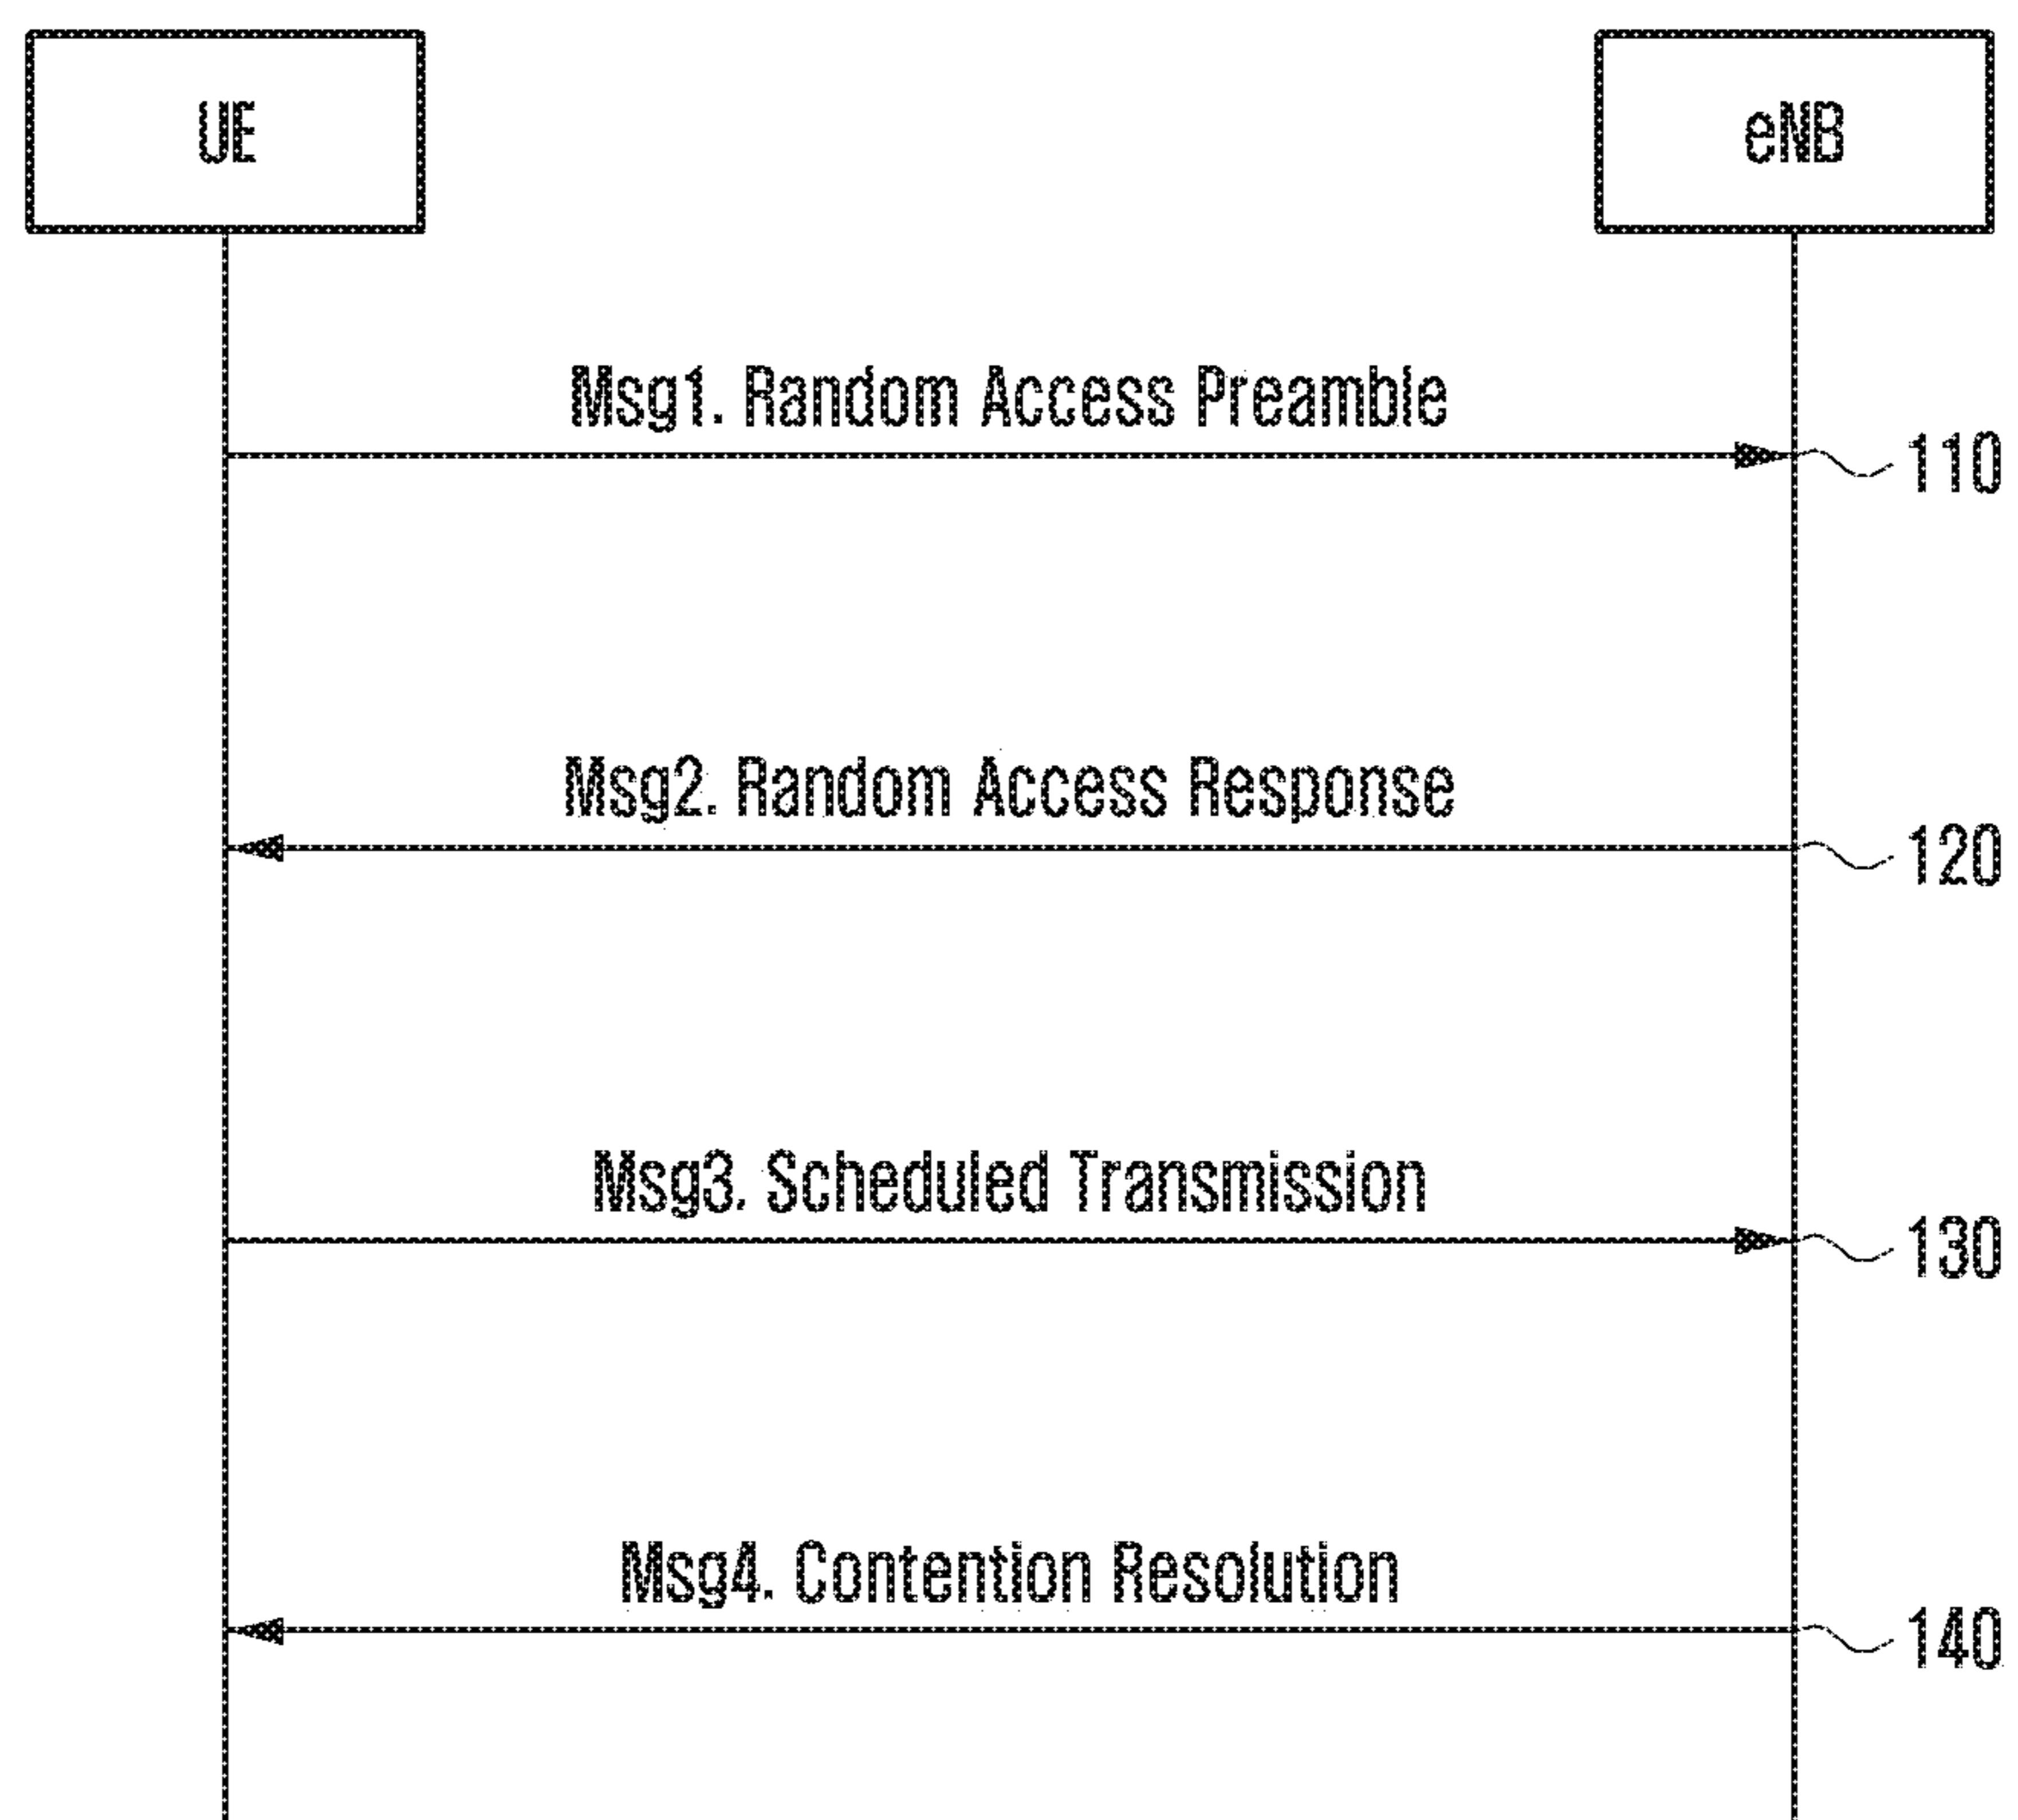 UE
eNB
Msg1. Random Access Preamble
110
Msg2. Random Access Response
120
Msg3. Scheduled Transmission
130
Msg4. Contention Resolution
140